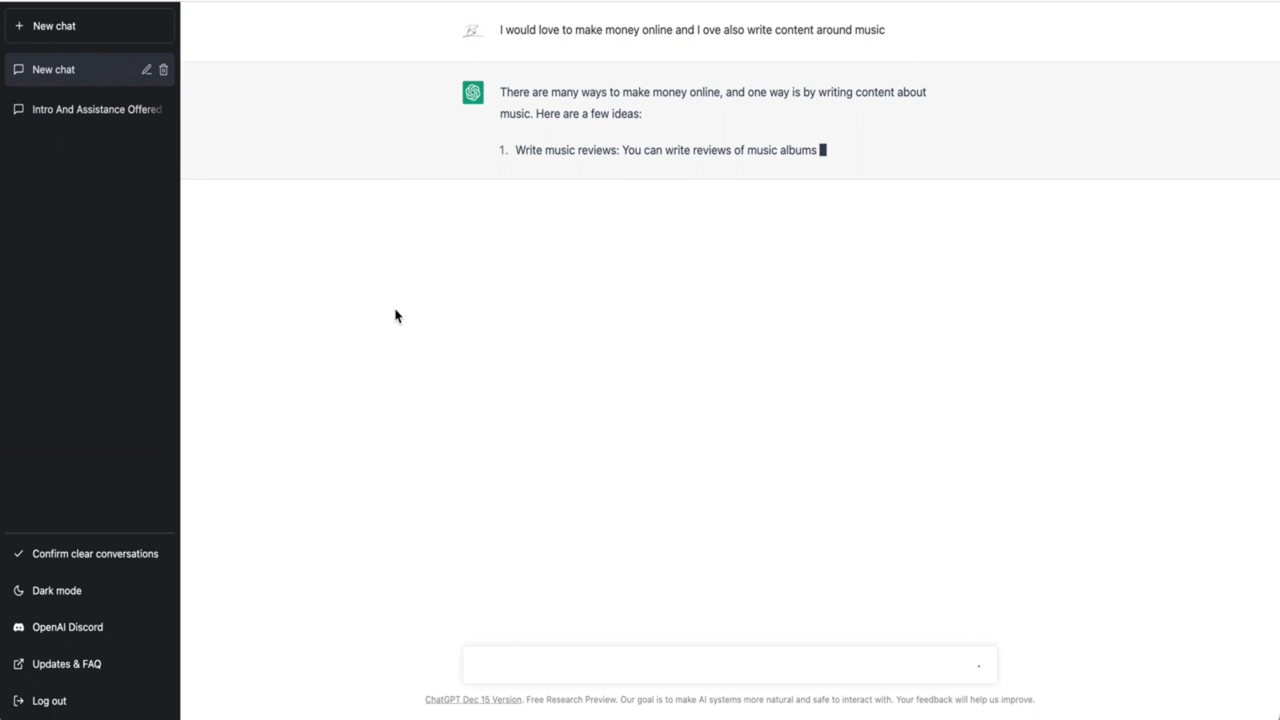 New chat
New chat
Intro And Assistance Offered
Confirm clear conversations
Dark mode
OpenAI Discord
Updates & FAQ
Log out
I would love to make money online and I ove also write content around music
There are many ways to make money online, and one way is by writing content about
music. Here are a few ideas:
1. Write music reviews: You can write reviews of music albums
ChatGPT Dec 15 Version. Free Research Preview. Our goal is to make AI systems more natural and safe to interact with. Your feedback will help us improve.